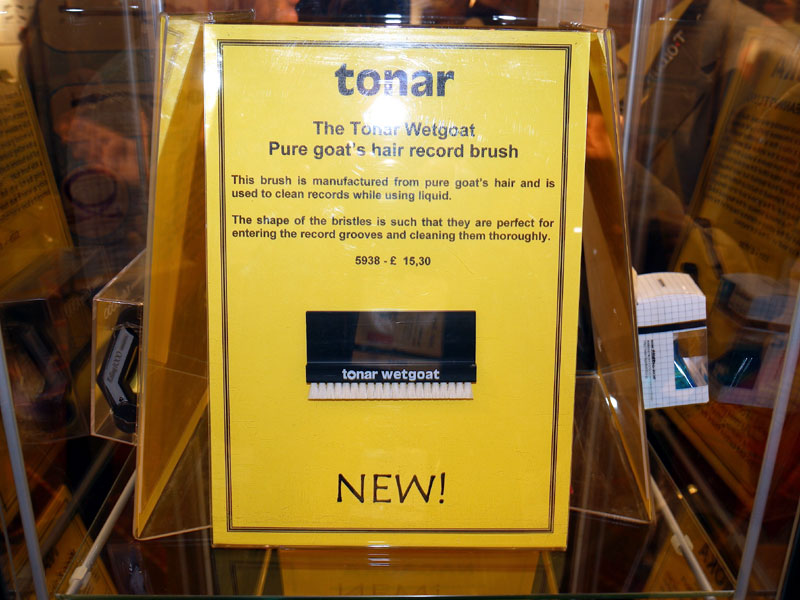 tonar
The Tonar Wetgoat
Pure goat's hair record brush
This brush is manufactured from pure goat's hair and is
used to clean records while using liquid.
The shape of the bristles is such that they are perfect for
entering the record grooves and cleaning them thoroughly.
5938 - £ 15,30
tonar wetgoat
NEW!